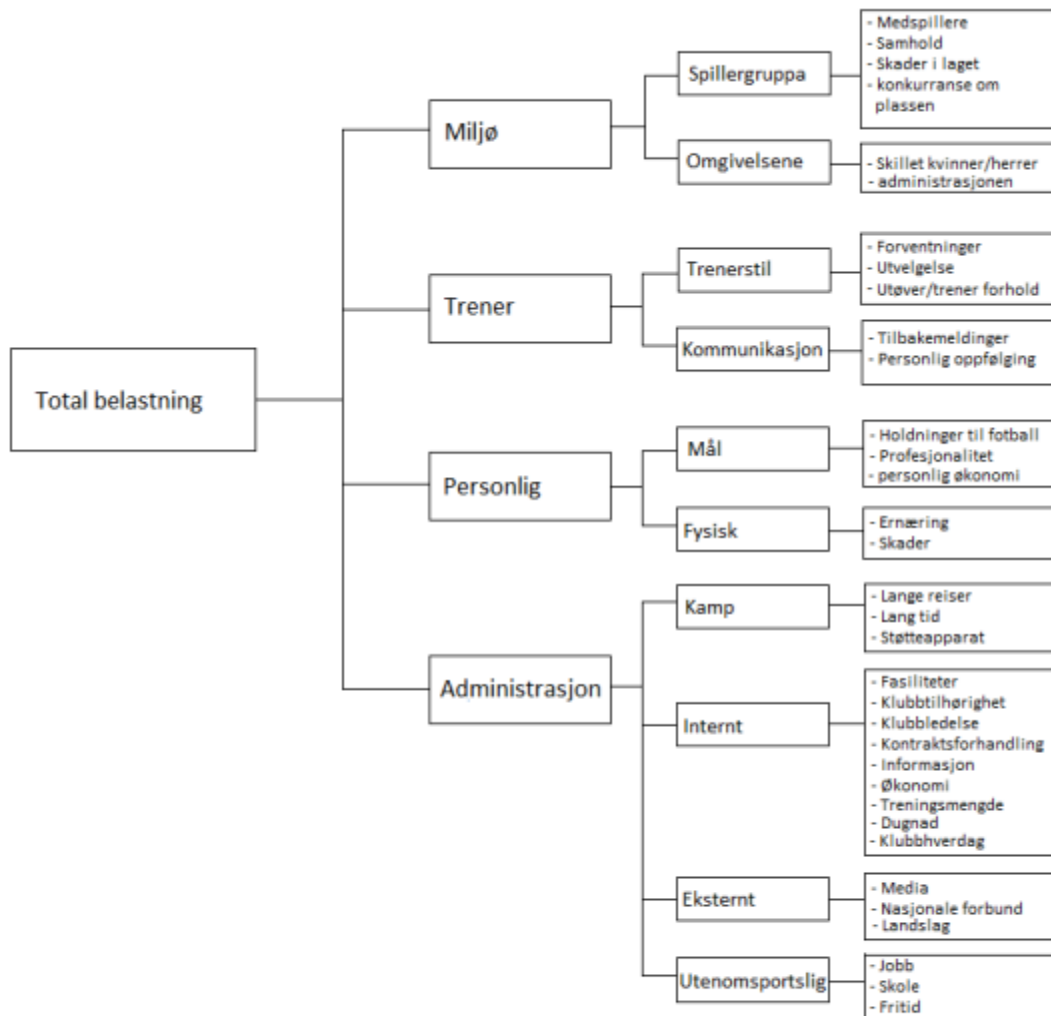 Total belastning
Miljø
Spillergruppa
- Medspillere
- Samhold
- Skader i laget
- konkurranse om
plassen
Omgivelsene
- Skillet kvinner/herrer
- administrasjonen
Trener
Trenerstil
- Forventninger
- Utvelgelse
- Utøver/trener forhold
Kommunikasjon
- Tilbakemeldinger
- Personlig oppfølging
Personlig
Mål
- Holdninger til fotball
- Profesjonalitet
- personlig økonomi
Fysisk
- Ernæring
- Skader
Administrasjon
Kamp
- Lange reiser
- Lang tid
- Støtteapparat
Internt
- Fasiliteter
- Klubbtilhørighet
- Klubbledelse
- Kontraktsforhandling
- Informasjon
- Økonomi
- Treningsmengde
- Dugnad
- Klubbhverdag
Eksternt
- Media
- Nasjonale forbund
- Landslag
Utenomsportslig
- Jobb
- Skole
- Fritid